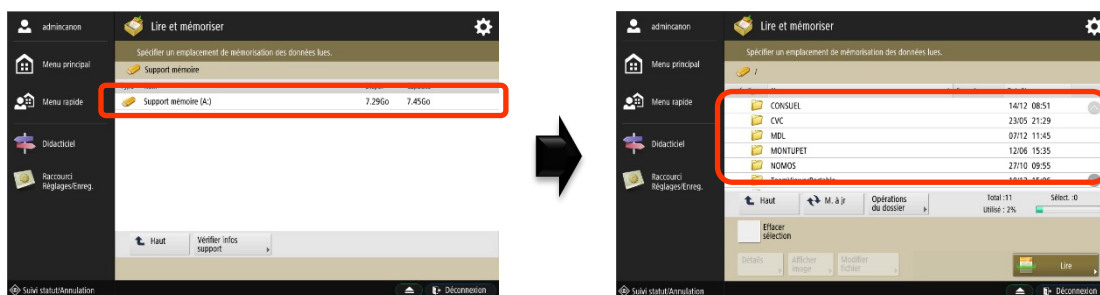 admincanon
Lire et mémoriser
Spécifier un emplacement de mémorisation des données lues.
Menu principal
Support mémoire
Menu rapide
Support mémoire (A:) 7.29Go 7.45Go
Didacticiel
Raccourci
Réglages/Enreg.
Haut
Vérifier infos
support
Suivi statut/Annulation
Déconnexion
admincanon
Lire et mémoriser
Spécifier un emplacement de mémorisation des données lues.
Menu principal
/
Menu rapide
CONSUEL 14/12 08:51
CVC 23/05 21:29
MDL 07/12 11:45
MONTUPET 12/06 15:35
NOMOS 27/10 09:55
Didacticiel
Raccourci
Réglages/Enreg.
Haut
M. à jr
Opérations
du dossier
Total :11 Sélect. :0
Utilisé : 2%
Effacer
sélection
Détails
Afficher
image
Modifier
fichier
Lire
Suivi statut/Annulation
Déconnexion